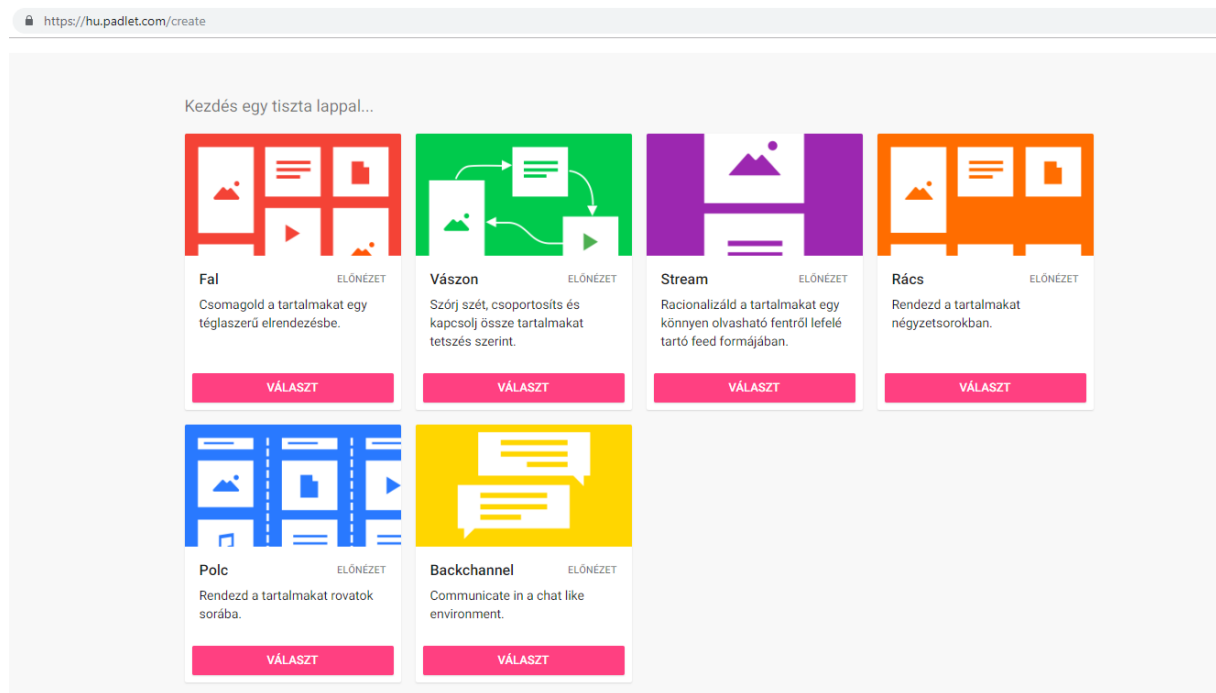 https://hu.padlet.com/create
Kezdés egy tiszta lappal...
Fal ELŐNÉZET
Csomagold a tartalmakat egy
téglaszerű elrendezésbe.
VÁLASZT
Vászon ELŐNÉZET
Szórj szét, csoportosíts és
kapcsolj össze tartalmakat
tetszés szerint.
VÁLASZT
Stream ELŐNÉZET
Racionalizáld a tartalmakat egy
könnyen olvasható fentről lefelé
tartó feed formájában.
VÁLASZT
Rács ELŐNÉZET
Rendezd a tartalmakat
négyzetsorokban.
VÁLASZT
Polc ELŐNÉZET
Rendezd a tartalmakat rovatok
sorába.
VÁLASZT
Backchannel ELŐNÉZET
Communicate in a chat like
environment.
VÁLASZT